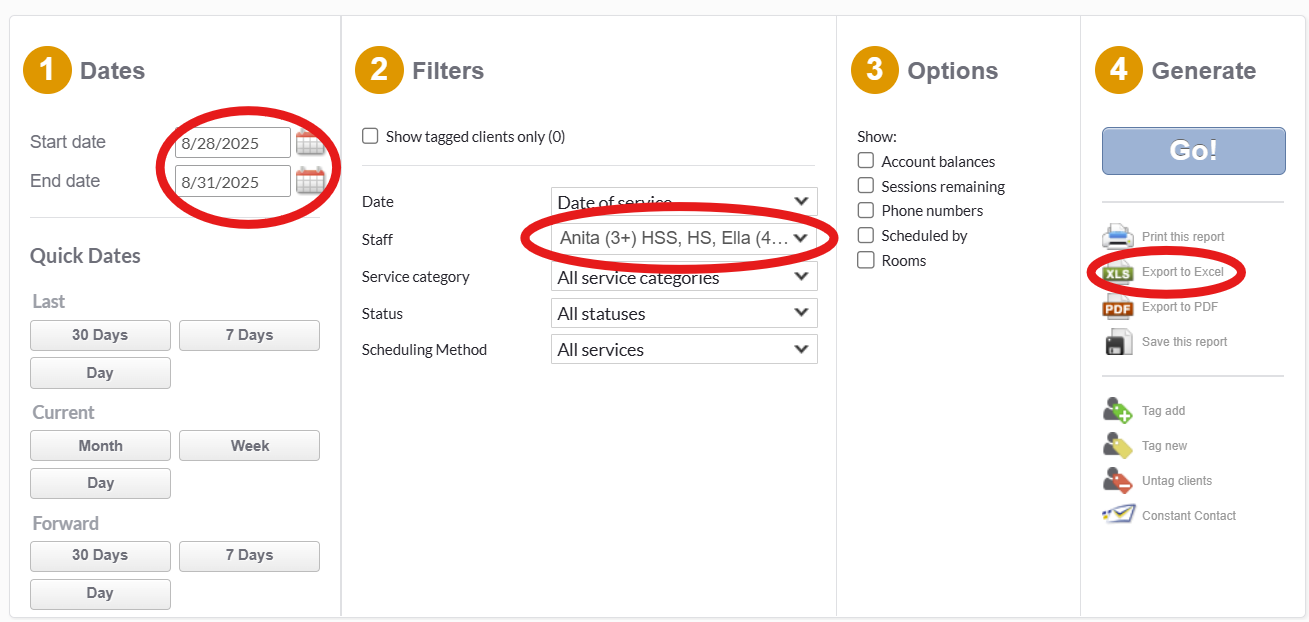 1 Dates
Start date 8/28/2025
End date 8/31/2025
Quick Dates
Last
30 Days 7 Days
Day
Current
Month Week
Day
Forward
30 Days 7 Days
Day
2 Filters
Show tagged clients only (0)
Date Date of service
Staff Anita (3+) HSS, HS, Ella (4...
Service category All service categories
Status All statuses
Scheduling Method All services
3 Options
Show:
Account balances
Sessions remaining
Phone numbers
Scheduled by
Rooms
4 Generate
Go!
Print this report
XLS Export to Excel
PDF Export to PDF
Save this report
Tag add
Tag new
Untag clients
Constant Contact